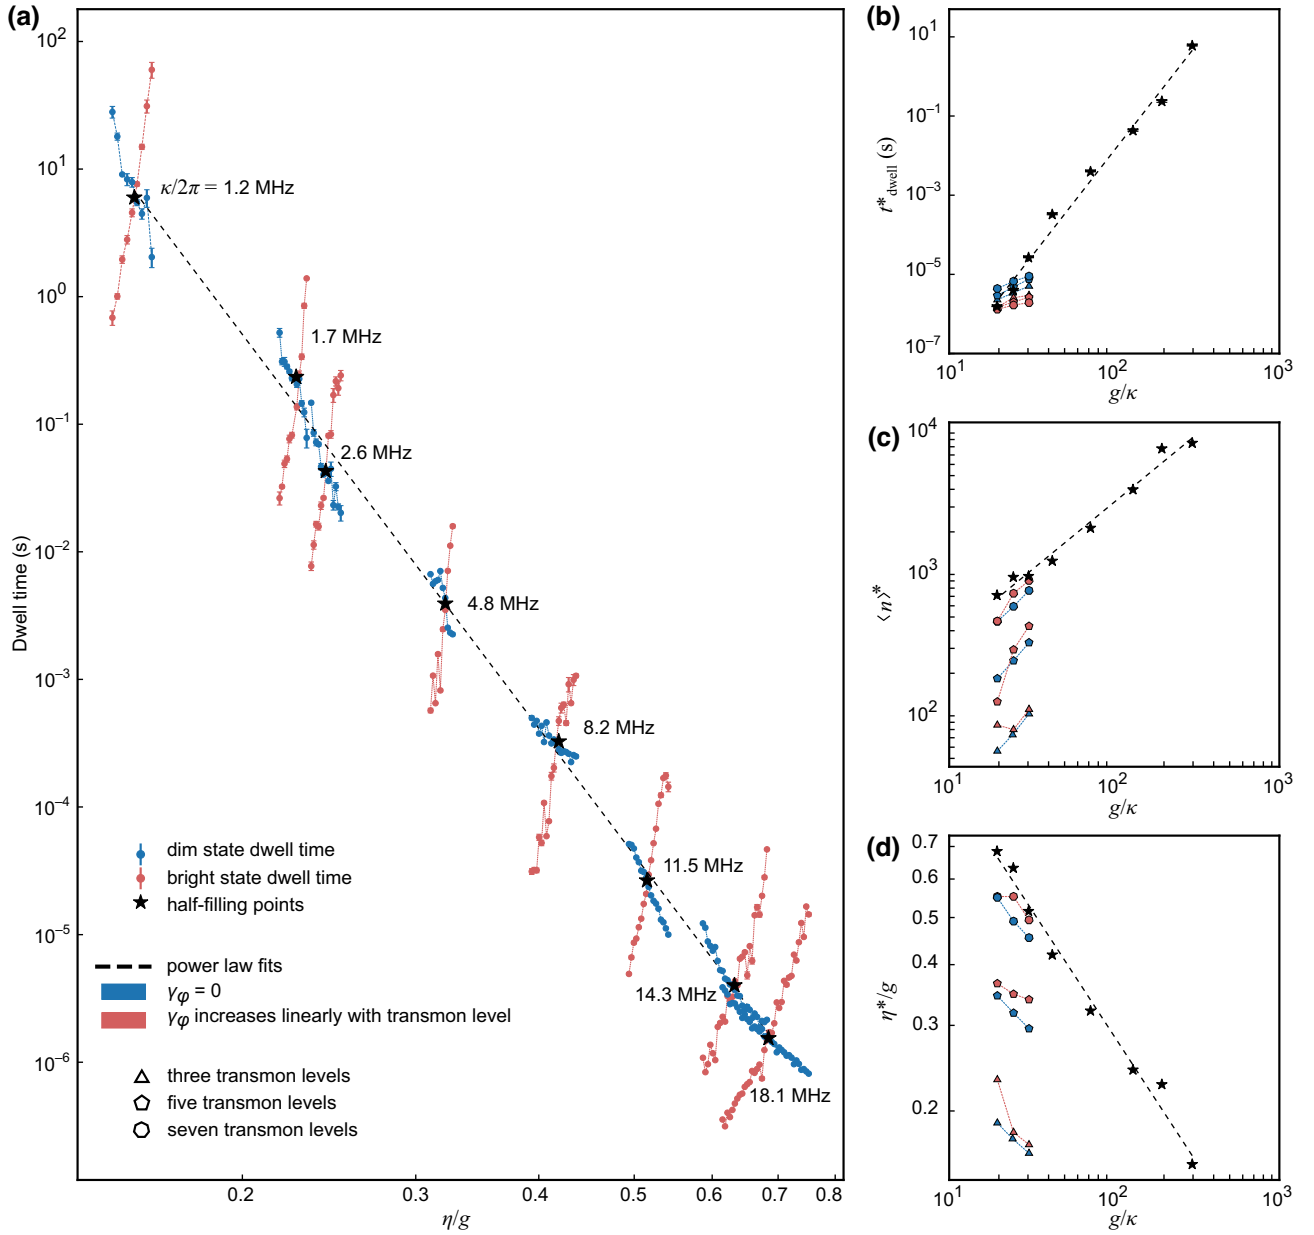 (a)
10²
10¹
10⁰
10⁻¹
10⁻²
10⁻³
10⁻⁴
10⁻⁵
10⁻⁶
Dwell time (s)
κ/2π = 1.2 MHz
1.7 MHz
2.6 MHz
4.8 MHz
8.2 MHz
11.5 MHz
14.3 MHz
18.1 MHz
dim state dwell time
bright state dwell time
half-filling points
power law fits
γφ = 0
γφ increases linearly with transmon level
three transmon levels
five transmon levels
seven transmon levels
0.2
0.3
0.4
0.5
0.6
0.7
0.8
η/g
(b)
10¹
10⁻¹
10⁻³
10⁻⁵
10⁻⁷
t*dwell (s)
10¹
10²
10³
g/κ
(c)
10⁴
10³
10²
⟨n⟩*
10¹
10²
10³
g/κ
(d)
0.7
0.6
0.5
0.4
0.3
0.2
η*/g
10¹
10²
10³
g/κ